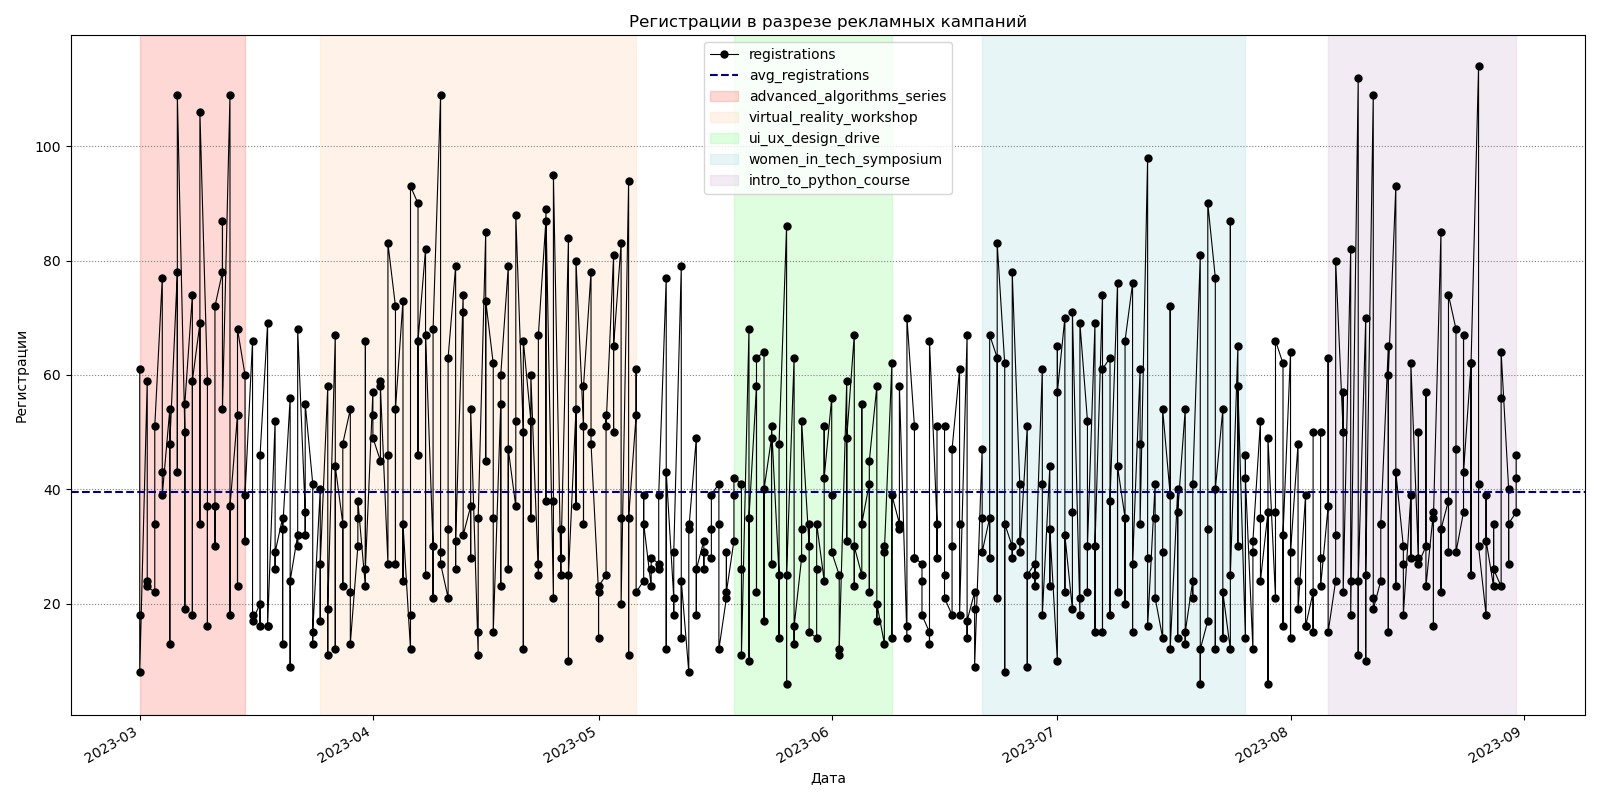 Регистрации в разрезе рекламных кампаний
registrations
avg_registrations
advanced_algorithms_series
virtual_reality_workshop
ui_ux_design_drive
women_in_tech_symposium
intro_to_python_course
Регистрации
100
80
60
40
20
2023-03
2023-04
2023-05
2023-06
2023-07
2023-08
2023-09
Дата